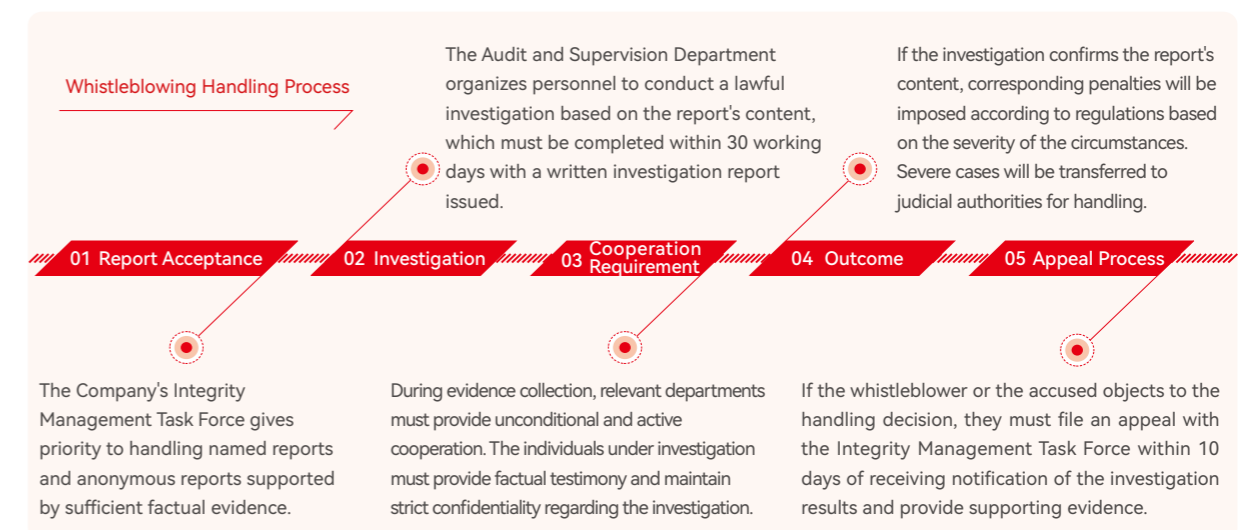 Whistleblowing Handling Process
The Audit and Supervision Department
organizes personnel to conduct a lawful
investigation based on the report's content,
which must be completed within 30 working
days with a written investigation report
issued.
If the investigation confirms the report's
content, corresponding penalties will be
imposed according to regulations based
on the severity of the circumstances.
Severe cases will be transferred to
judicial authorities for handling.
01 Report Acceptance
02 Investigation
03 Cooperation
Requirement
04 Outcome
05 Appeal Process
The Company's Integrity
Management Task Force gives
priority to handling named reports
and anonymous reports supported
by sufficient factual evidence.
During evidence collection, relevant departments
must provide unconditional and active
cooperation. The individuals under investigation
must provide factual testimony and maintain
strict confidentiality regarding the investigation.
If the whistleblower or the accused objects to the
handling decision, they must file an appeal with
the Integrity Management Task Force within 10
days of receiving notification of the investigation
results and provide supporting evidence.